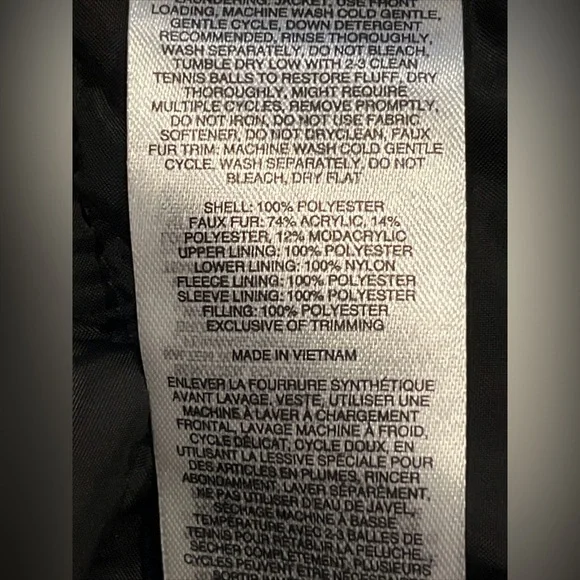 LAUNDERING, JACKET, USE FRONT
LOADING, MACHINE WASH COLD GENTLE,
GENTLE CYCLE, DOWN DETERGENT
RECOMMENDED, RINSE THOROUGHLY,
WASH SEPARATELY, DO NOT BLEACH,
TUMBLE DRY LOW WITH 2-3 CLEAN
TENNIS BALLS TO RESTORE FLUFF, DRY
THOROUGHLY, MIGHT REQUIRE
MULTIPLE CYCLES, REMOVE PROMPTLY,
DO NOT IRON, DO NOT USE FABRIC
SOFTENER, DO NOT DRYCLEAN, FAUX
FUR TRIM: MACHINE WASH COLD GENTLE
CYCLE, WASH SEPARATELY, DO NOT
BLEACH, DRY FLAT
SHELL: 100% POLYESTER
FAUX FUR: 74% ACRYLIC, 14%
POLYESTER, 12% MODACRYLIC
UPPER LINING: 100% POLYESTER
LOWER LINING: 100% NYLON
FLEECE LINING: 100% POLYESTER
SLEEVE LINING: 100% POLYESTER
FILLING: 100% POLYESTER
EXCLUSIVE OF TRIMMING
MADE IN VIETNAM
ENLEVER LA FOURRURE SYNTHÉTIQUE
AVANT LAVAGE, VESTE, UTILISER UNE
MACHINE À LAVER À CHARGEMENT
FRONTAL, LAVAGE MACHINE À FROID,
CYCLE DÉLICAT, CYCLE DOUX, EN
UTILISANT LA LESSIVE SPÉCIALE POUR
DES ARTICLES EN PLUMES, RINCER
ABONDAMMENT, LAVER SÉPARÉMENT,
NE PAS UTILISER D'EAU DE JAVEL,
SÉCHAGE MACHINE À BASSE
TEMPÉRATURE AVEC 2-3 BALLES DE
TENNIS POUR RÉTABLIR LA PELUCHE,
SÉCHER COMPLÈTEMENT, PLUSIEURS
CYCLES PEUVENT ÊTRE